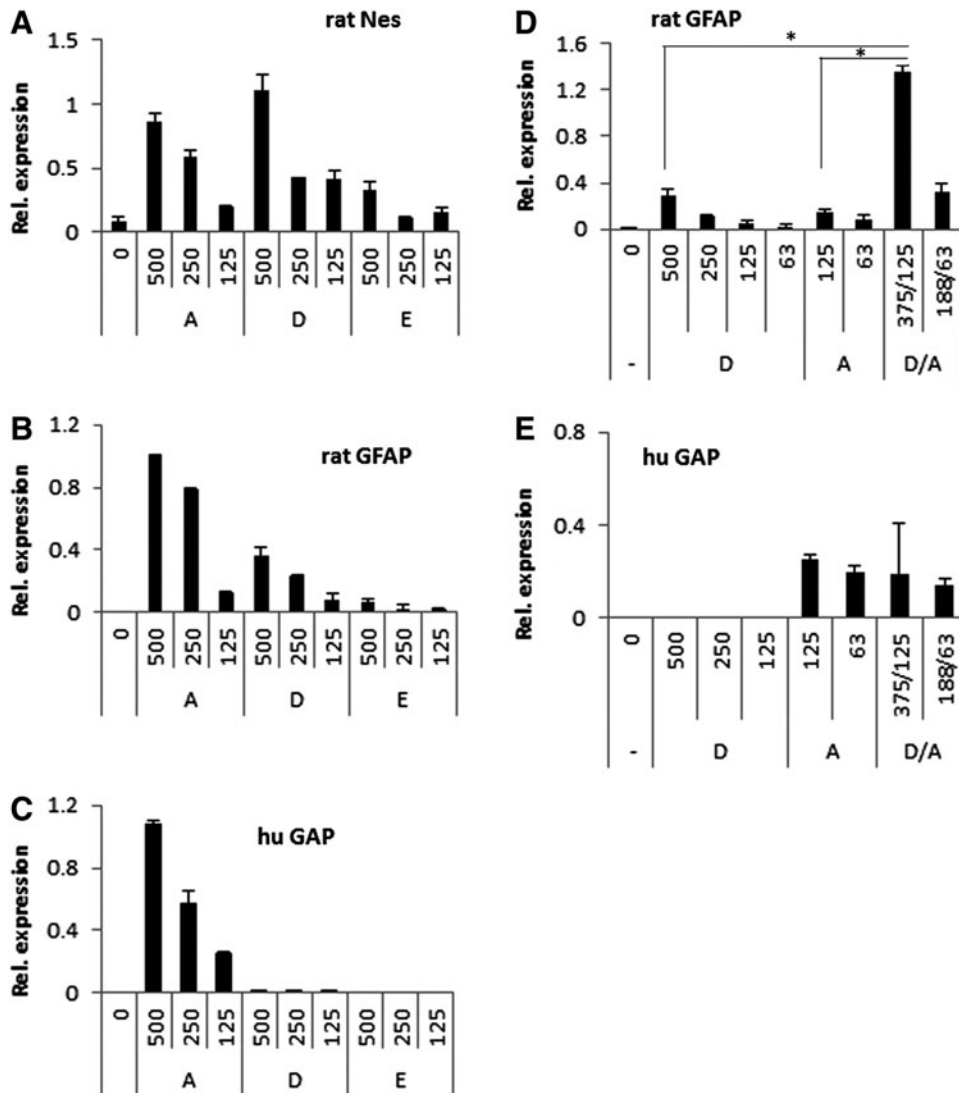 A
rat Nes
Rel. expression
1.5
1
0.5
0
0 500 250 125 500 250 125 500 250 125
A D E
B
rat GFAP
Rel. expression
1.2
0.8
0.4
0
0 500 250 125 500 250 125 500 250 125
A D E
C
hu GAP
Rel. expression
1.2
0.8
0.4
0
0 500 250 125 500 250 125 500 250 125
A D E
D
rat GFAP
Rel. expression
1.6
1.2
0.8
0.4
0
*
*
0 500 250 125 63 125 63 375/125 188/63
- D A D/A
E
hu GAP
Rel. expression
0.8
0.4
0
0 500 250 125 125 63 375/125 188/63
- D A D/A